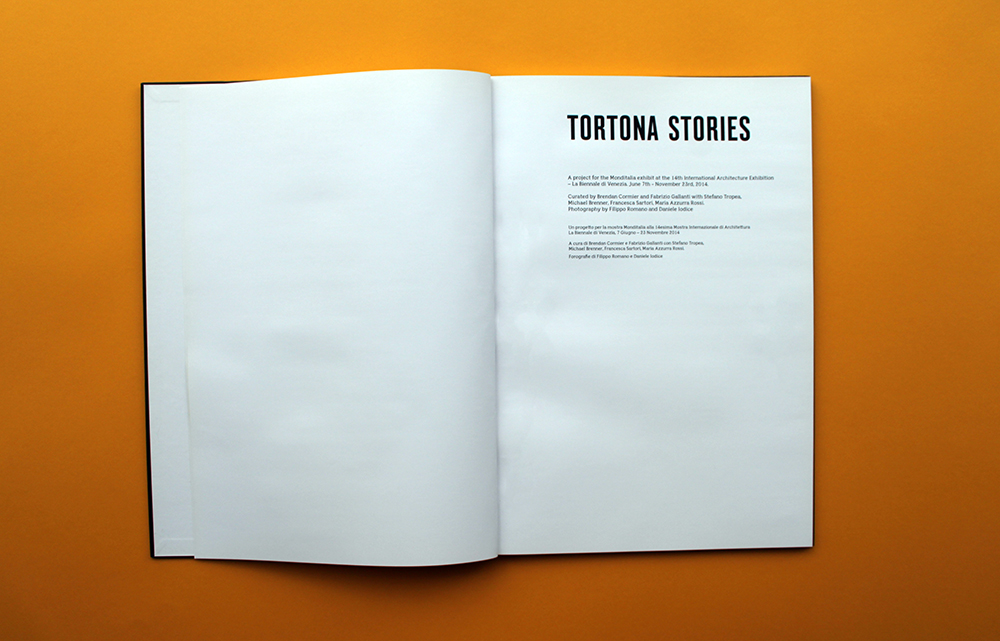 TORTONA STORIES
A project for the Monditalia exhibit at the 14th International Architecture Exhibition
– La Biennale di Venezia. June 7th - November 23rd, 2014.
Curated by Brendan Cormier and Fabrizio Gallanti with Stefano Tropea,
Michael Brenner, Francesca Sartori, Maria Azzurra Rossi.
Photography by Filippo Romano and Daniele Iodice
Un progetto per la mostra Monditalia alla 14esima Mostra Internazionale di Architettura
La Biennale di Venezia, 7 Giugno – 23 Novembre 2014
A cura di Brendan Cormier e Fabrizio Gallanti con Stefano Tropea,
Michael Brenner, Francesca Sartori, Maria Azzurra Rossi.
Forografie di Filippo Romano e Daniele Iodice